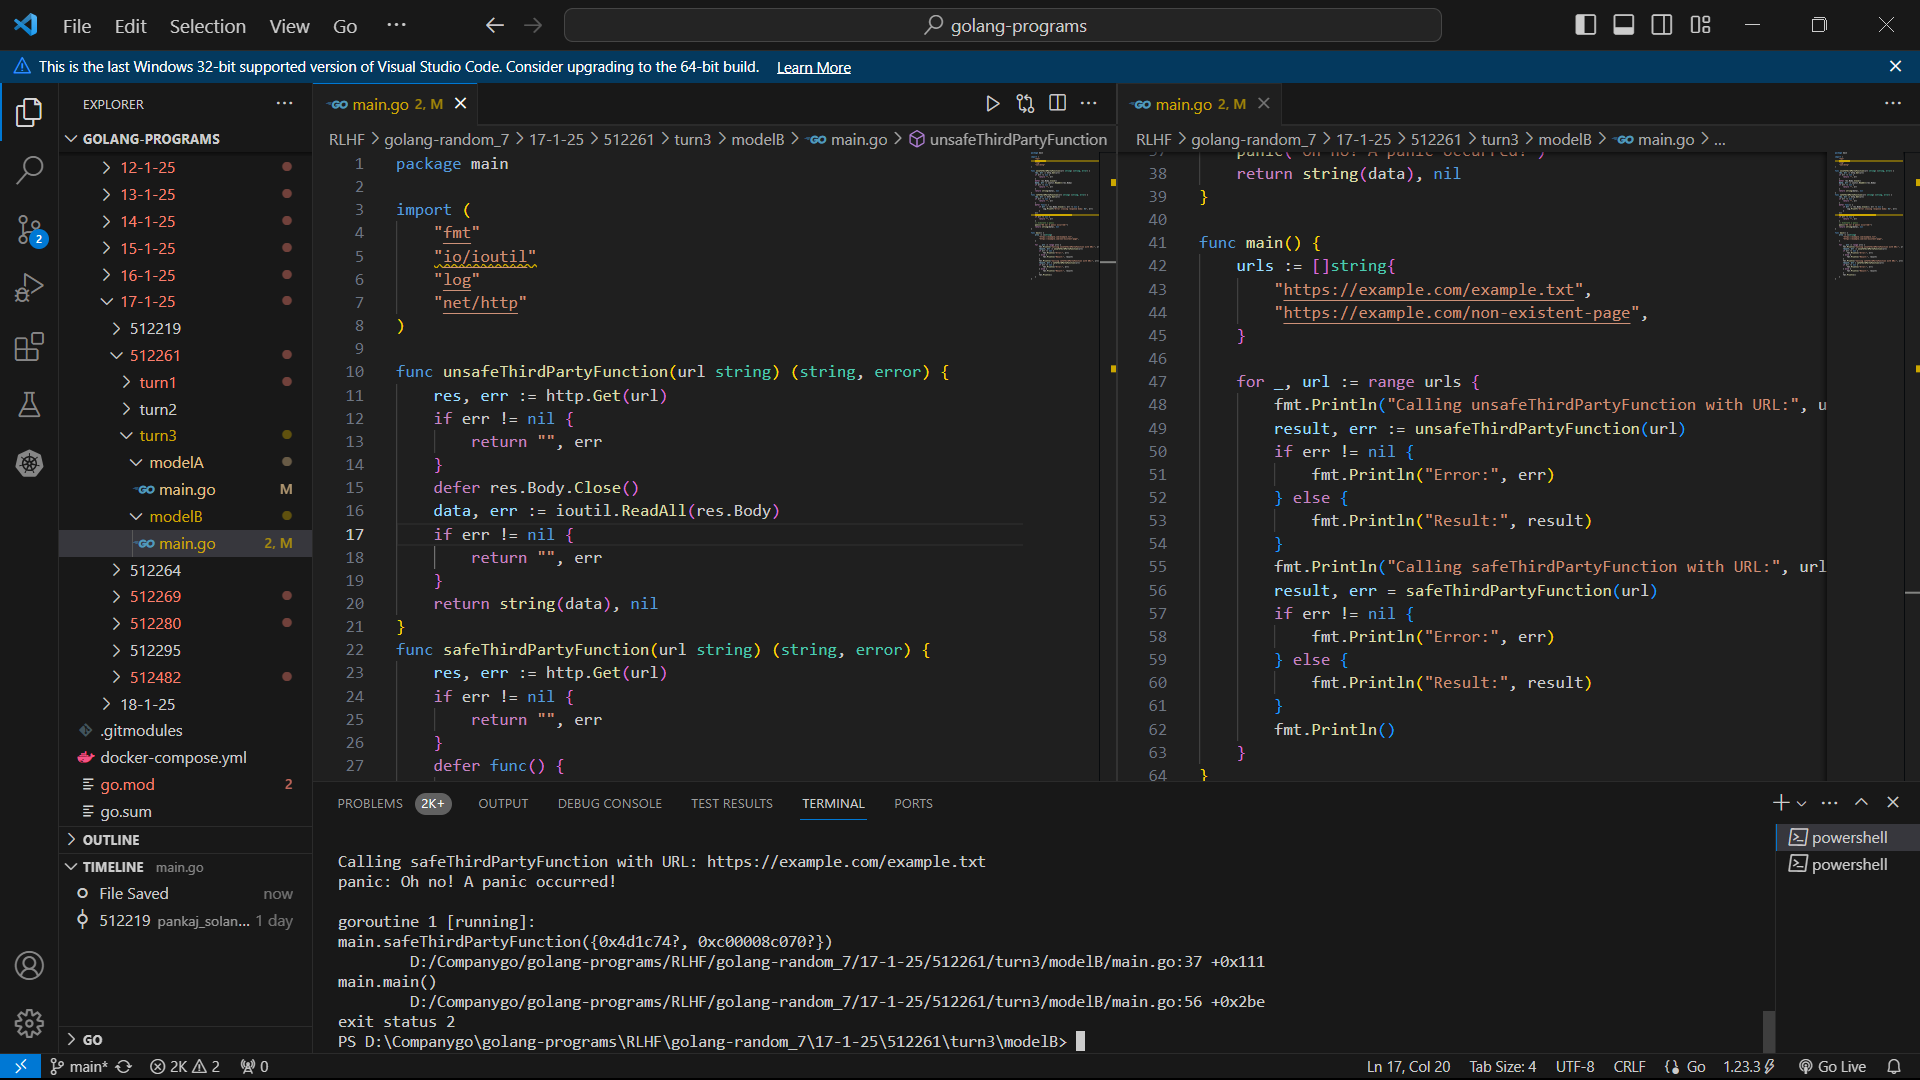 File Edit Selection View Go ···
golang-programs
This is the last Windows 32-bit supported version of Visual Studio Code. Consider upgrading to the 64-bit build. Learn More
EXPLORER
GOLANG-PROGRAMS
12-1-25
13-1-25
14-1-25
15-1-25
16-1-25
17-1-25
512219
512261
turn1
turn2
turn3
modelA
main.go M
modelB
main.go 2, M
512264
512269
512280
512295
512482
18-1-25
.gitmodules
docker-compose.yml
go.mod 2
go.sum
OUTLINE
TIMELINE main.go
File Saved now
512219 pankaj_solan... 1 day
GO
2
main.go 2, M
RLHF > golang-random_7 > 17-1-25 > 512261 > turn3 > modelB > main.go > unsafeThirdPartyFunction
1 package main
2
3 import (
4 "fmt"
5 "io/ioutil"
6 "log"
7 "net/http"
8 )
9
10 func unsafeThirdPartyFunction(url string) (string, error) {
11 res, err := http.Get(url)
12 if err != nil {
13 return "", err
14 }
15 defer res.Body.Close()
16 data, err := ioutil.ReadAll(res.Body)
17 if err != nil {
18 return "", err
19 }
20 return string(data), nil
21 }
22 func safeThirdPartyFunction(url string) (string, error) {
23 res, err := http.Get(url)
24 if err != nil {
25 return "", err
26 }
27 defer func() {
main.go 2, M
RLHF > golang-random_7 > 17-1-25 > 512261 > turn3 > modelB > main.go > ...
37 panic("Oh no! A panic occurred!")
38 return string(data), nil
39 }
40
41 func main() {
42 urls := []string{
43 "https://example.com/example.txt",
44 "https://example.com/non-existent-page",
45 }
46
47 for _, url := range urls {
48 fmt.Println("Calling unsafeThirdPartyFunction with URL:", u
49 result, err := unsafeThirdPartyFunction(url)
50 if err != nil {
51 fmt.Println("Error:", err)
52 } else {
53 fmt.Println("Result:", result)
54 }
55 fmt.Println("Calling safeThirdPartyFunction with URL:", url
56 result, err = safeThirdPartyFunction(url)
57 if err != nil {
58 fmt.Println("Error:", err)
59 } else {
60 fmt.Println("Result:", result)
61 }
62 fmt.Println()
63 }
64 }
PROBLEMS 2K+ OUTPUT DEBUG CONSOLE TEST RESULTS TERMINAL PORTS
Calling safeThirdPartyFunction with URL: https://example.com/example.txt
panic: Oh no! A panic occurred!
goroutine 1 [running]:
main.safeThirdPartyFunction({0x4d1c74?, 0xc00008c070?})
D:/Companygo/golang-programs/RLHF/golang-random_7/17-1-25/512261/turn3/modelB/main.go:37 +0x111
main.main()
D:/Companygo/golang-programs/RLHF/golang-random_7/17-1-25/512261/turn3/modelB/main.go:56 +0x2be
exit status 2
PS D:\Companygo\golang-programs\RLHF\golang-random_7\17-1-25\512261\turn3\modelB>
powershell
powershell
main* 2K 2 0 Ln 17, Col 20 Tab Size: 4 UTF-8 CRLF Go 1.23.3 Go Live